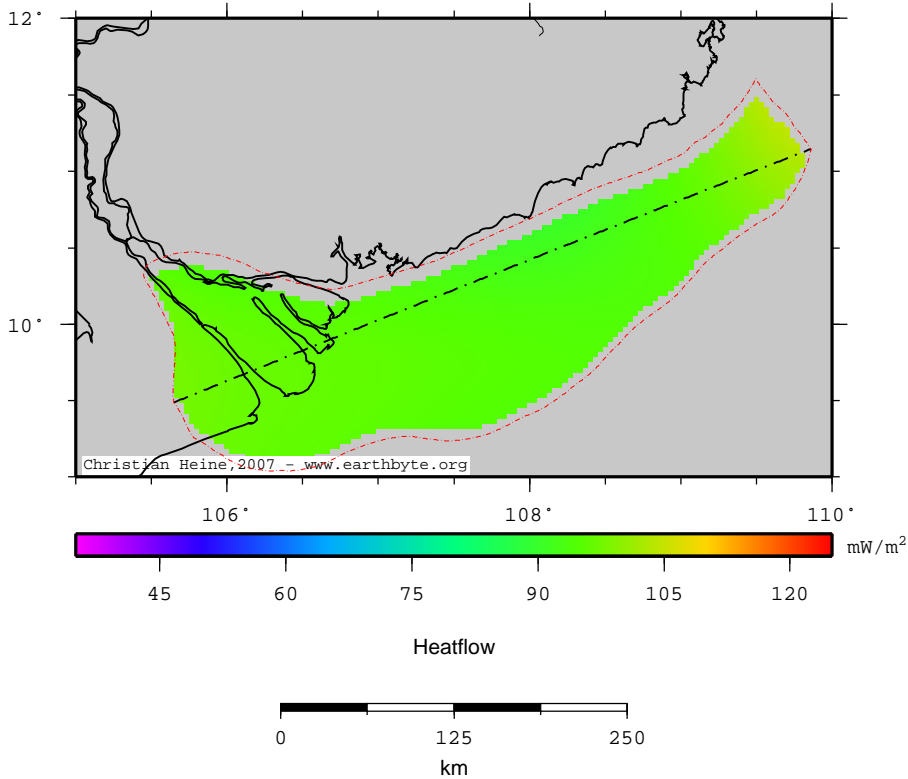 12°
10°
Christian Heine,2007 - www.earthbyte.org
106° 108° 110°
mW/m²
45 60 75 90 105 120
Heatflow
0 125 250
km